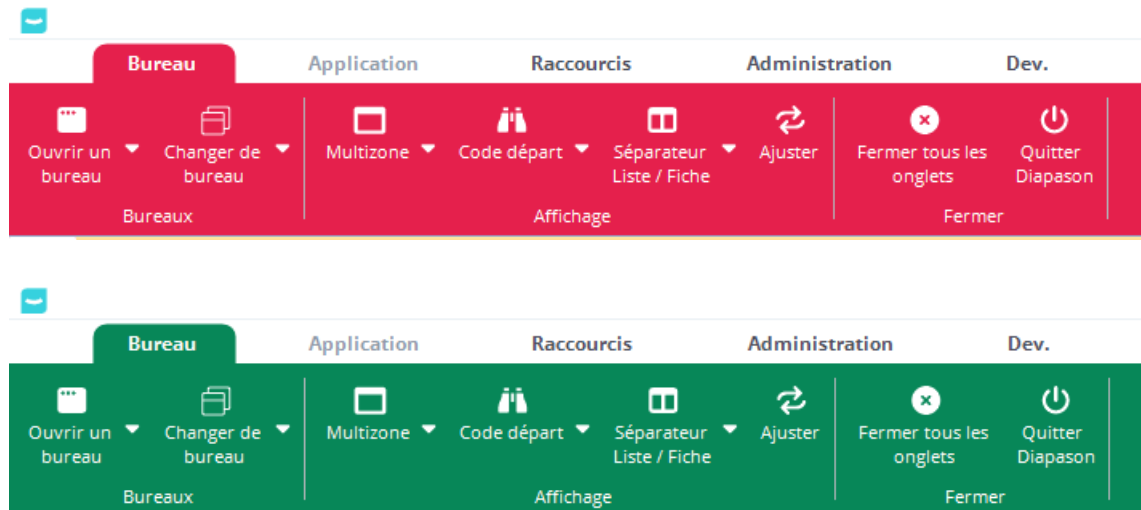 Bureau Application Raccourcis Administration Dev.
Ouvrir un Changer de Multizone Code départ Séparateur Ajuster Fermer tous les Quitter
bureau bureau Liste / Fiche onglets Diapason
Bureaux Affichage Fermer
Bureau Application Raccourcis Administration Dev.
Ouvrir un Changer de Multizone Code départ Séparateur Ajuster Fermer tous les Quitter
bureau bureau Liste / Fiche onglets Diapason
Bureaux Affichage Fermer